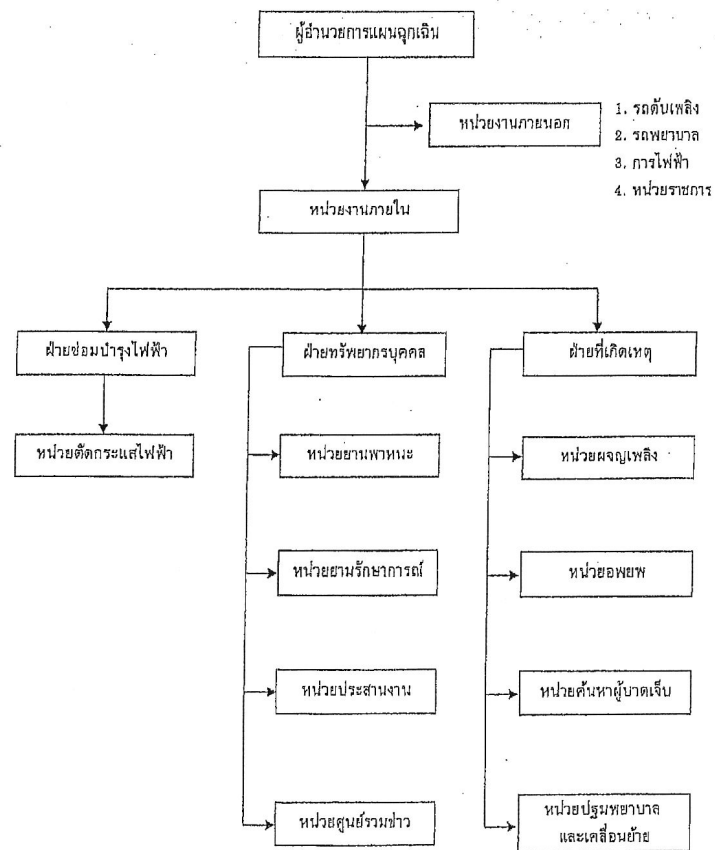 ผู้อำนวยการแผนฉุกเฉิน
หน่วยงานภายนอก
1. รถดับเพลิง
2. รถพยาบาล
3. การไฟฟ้า
4. หน่วยราชการ
หน่วยงานภายใน
ฝ่ายซ่อมบำรุงไฟฟ้า
ฝ่ายทรัพยากรบุคคล
ฝ่ายที่เกิดเหตุ
หน่วยตัดกระแสไฟฟ้า
หน่วยยานพาหนะ
หน่วยผจญเพลิง
หน่วยยามรักษาการณ์
หน่วยอพยพ
หน่วยประสานงาน
หน่วยค้นหาผู้บาดเจ็บ
หน่วยศูนย์รวมข่าว
หน่วยปฐมพยาบาล
และเคลื่อนย้าย